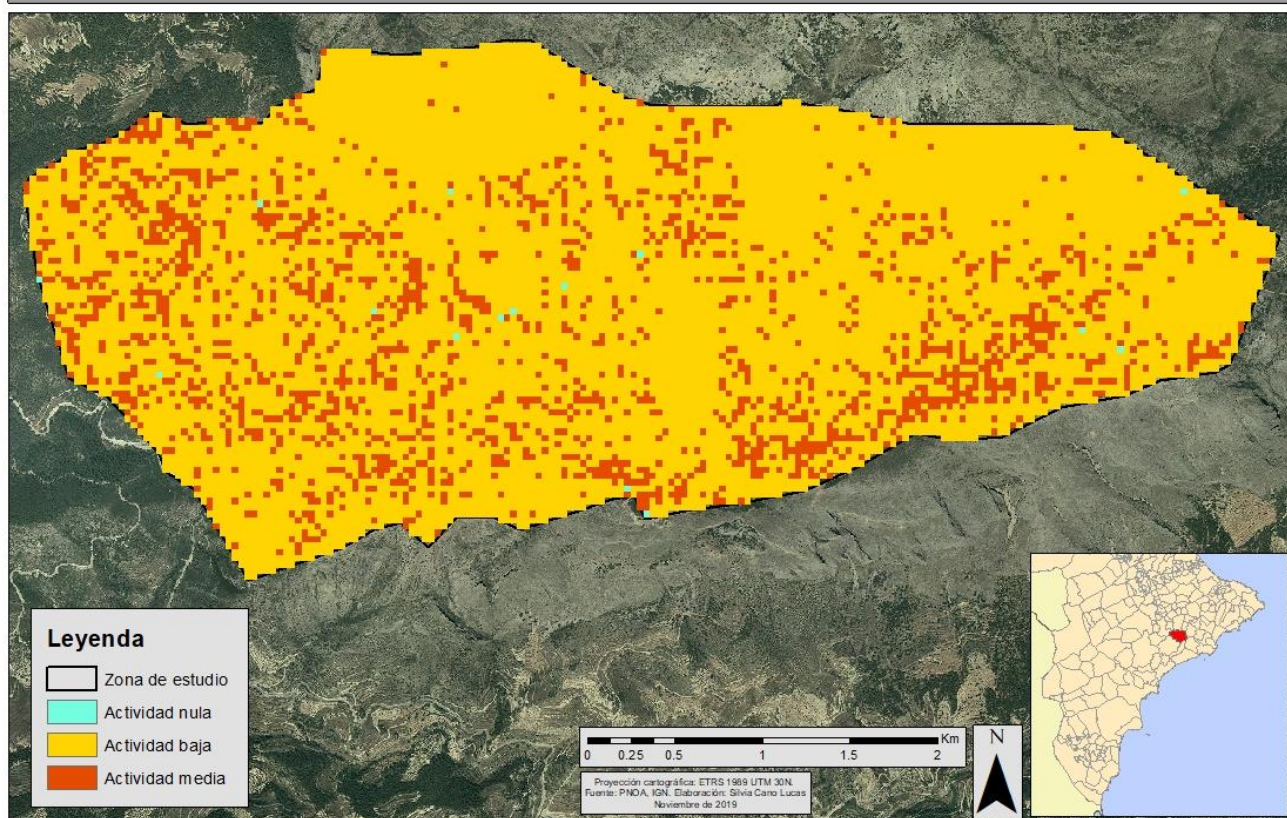 Leyenda
Zona de estudio
Actividad nula
Actividad baja
Actividad media
Km
0 0.25 0.5 1 1.5 2
Proyección cartográfica: ETRS 1989 UTM 30N.
Fuente: PNOA, IGN. Elaboración: Silvia Cano Lucas
Noviembre de 2019
N